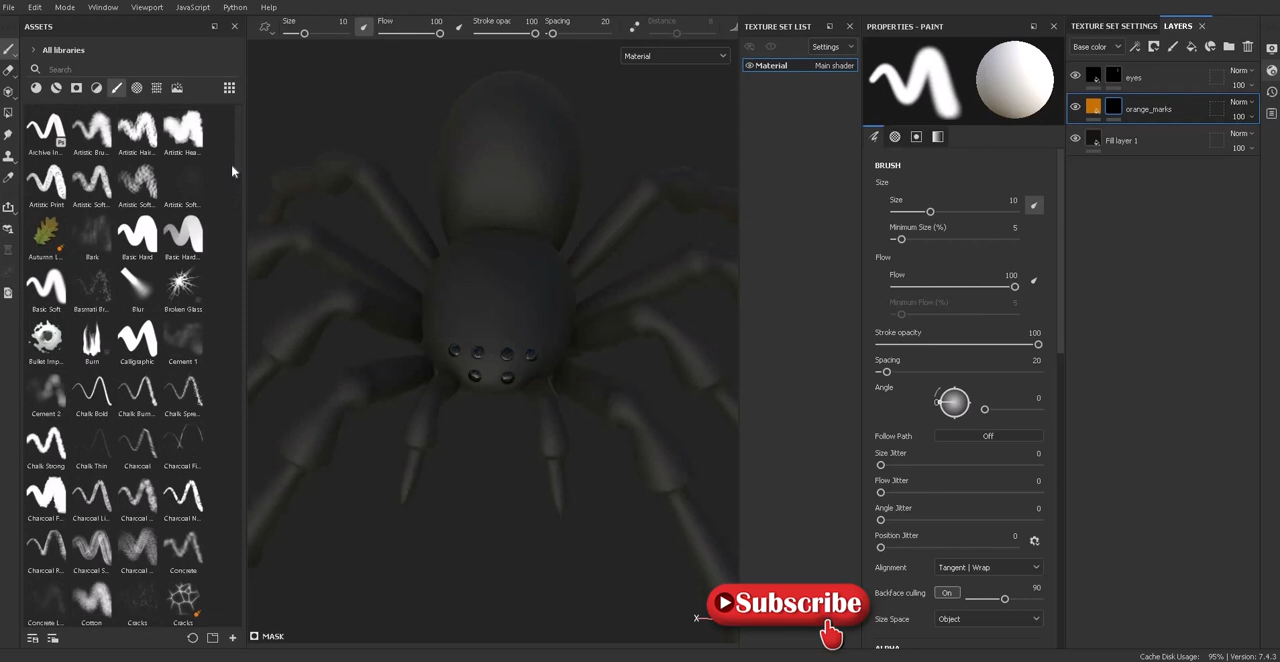 File Edit Mode Window Viewport JavaScript Python Help
ASSETS
All libraries
Search
Archive In...
Artistic Bru...
Artistic Hair...
Artistic Hea...
Artistic Print
Artistic Soft...
Artistic Sof...
Artistic Soft...
Autumn L...
Bark
Basic Hard
Basic Hard...
Basic Soft
Basmati Br...
Blur
Broken Glass
Bullet Imp...
Burn
Calligraphic
Cement 1
Cement 2
Chalk Bold
Chalk Bum...
Chalk Spre...
Chalk Strong
Chalk Thin
Charcoal
Charcoal Fi...
Charcoal F...
Charcoal Li...
Charcoal ...
Charcoal N...
Charcoal R...
Charcoal S...
Charcoal ...
Concrete
Concrete L...
Cotton
Cracks
Cracks
Size 10
Flow 100
Stroke opac 100
Spacing 20
Distance 8
Material
MASK
X
Subscribe
TEXTURE SET LIST
Settings
Material Main shader
PROPERTIES - PAINT
BRUSH
Size
Size 10
Minimum Size (%) 5
Flow
Flow 100
Minimum Flow (%) 5
Stroke opacity 100
Spacing 20
Angle
0 0
Follow Path Off
Size Jitter 0
Flow Jitter 0
Angle Jitter 0
Position Jitter 0
Alignment Tangent | Wrap
Backface culling On 90
Size Space Object
ALPHA
TEXTURE SET SETTINGS LAYERS
Base color
eyes Norm 100
orange_marks Norm 100
Fill layer 1 Norm 100
Cache Disk Usage: 95% | Version: 7.4.3